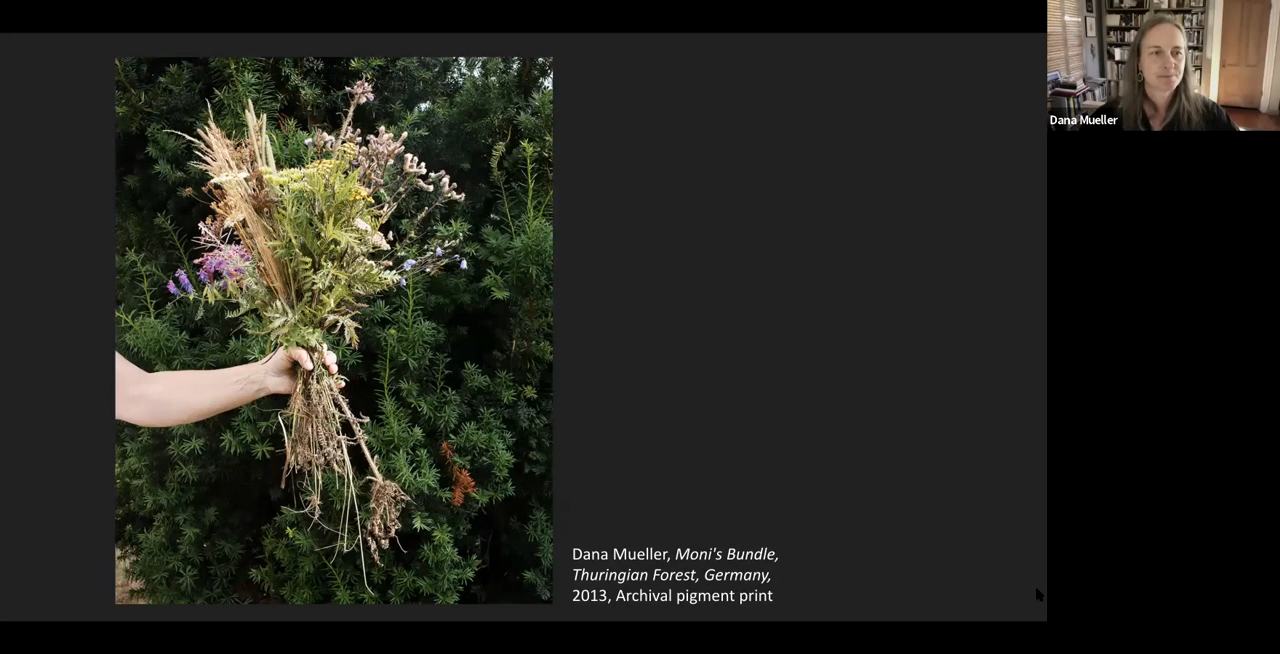 Dana Mueller
Dana Mueller, Moni's Bundle,
Thuringian Forest, Germany,
2013, Archival pigment print